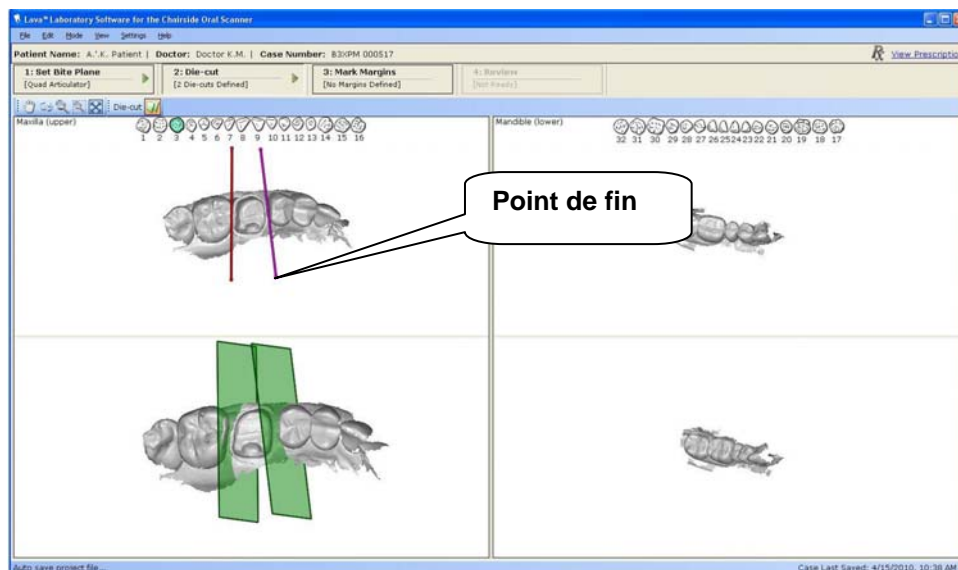 Lava™ Laboratory Software for the Chairside Oral Scanner
File Edit Mode View Settings Help
Patient Name: A.'.K. Patient | Doctor: Doctor K.M. | Case Number: B3XPM 000517
View Prescriptio
1: Set Bite Plane
[Quad Articulator]
2: Die-cut
[2 Die-cuts Defined]
3: Mark Margins
[No Margins Defined]
4: Review
[Not Ready]
Die-cut
Maxilla (upper)
1 2 3 4 5 6 7 8 9 10 11 12 13 14 15 16
Mandible (lower)
32 31 30 29 28 27 26 25 24 23 22 21 20 19 18 17
Point de fin
Auto save project file...
Case Last Saved: 4/15/2010, 10:38 AM